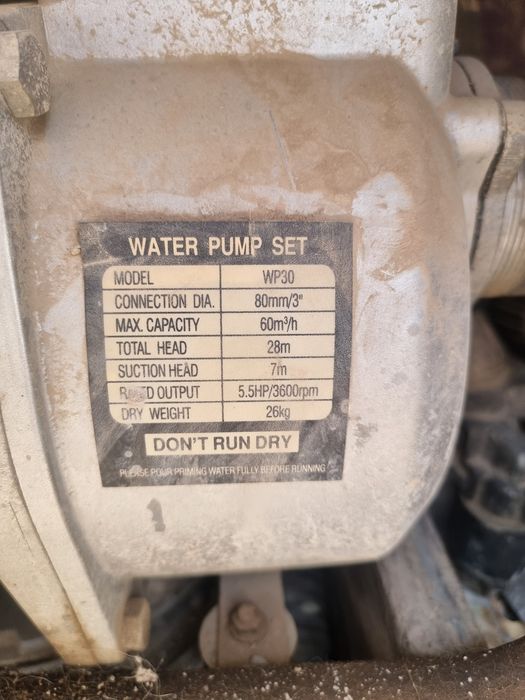 WATER PUMP SET
MODEL WP30
CONNECTION DIA. 80mm/3"
MAX. CAPACITY 60m³/h
TOTAL HEAD 28m
SUCTION HEAD 7m
OUTPUT 5.5HP/3600rpm
DRY WEIGHT 26kg
DON'T RUN DRY
PLEASE POUR PRIMING WATER FULLY BEFORE RUNNING